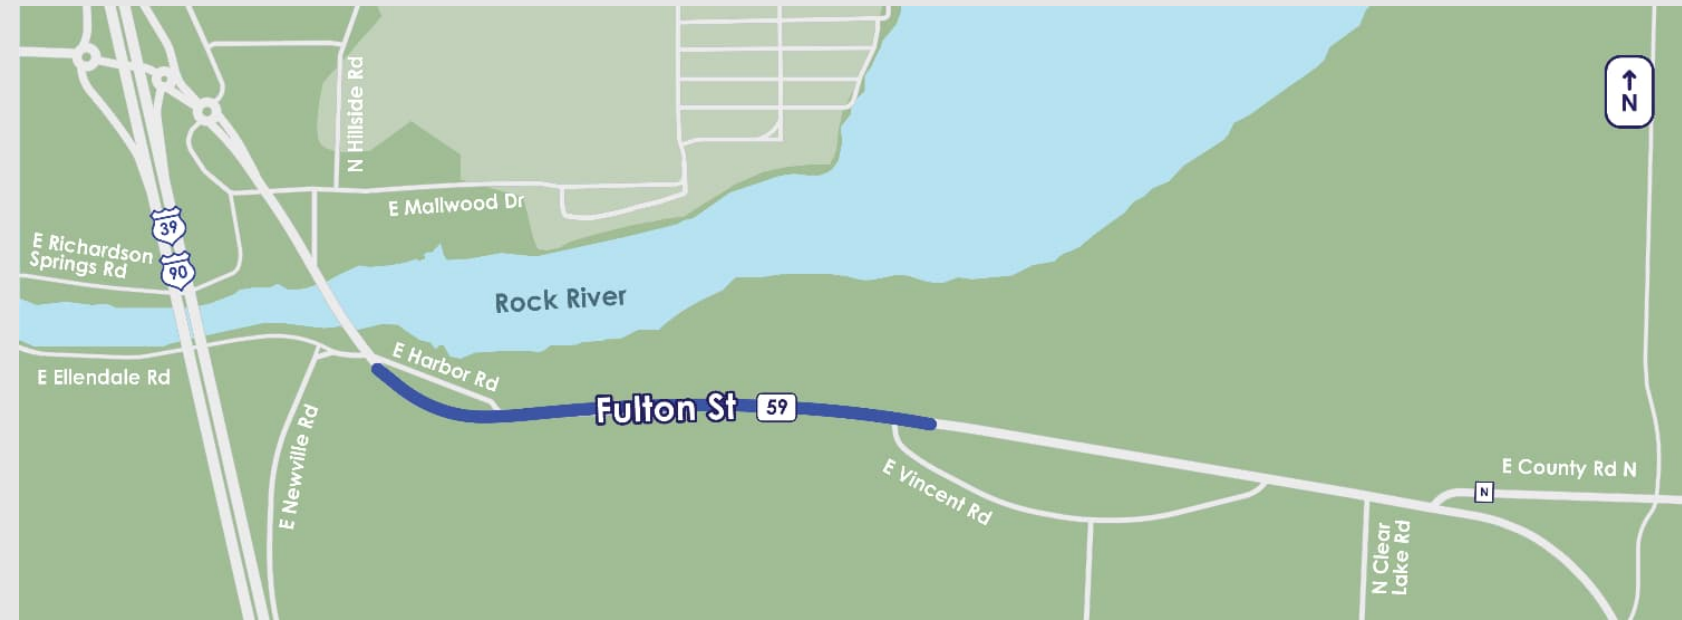 N
N Hillside Rd
E Mallwood Dr
39
E Richardson
Springs Rd
90
Rock River
E Harbor Rd
E Ellendale Rd
Fulton St
59
E Newville Rd
E Vincent Rd
E County Rd N
N
N Clear
Lake Rd